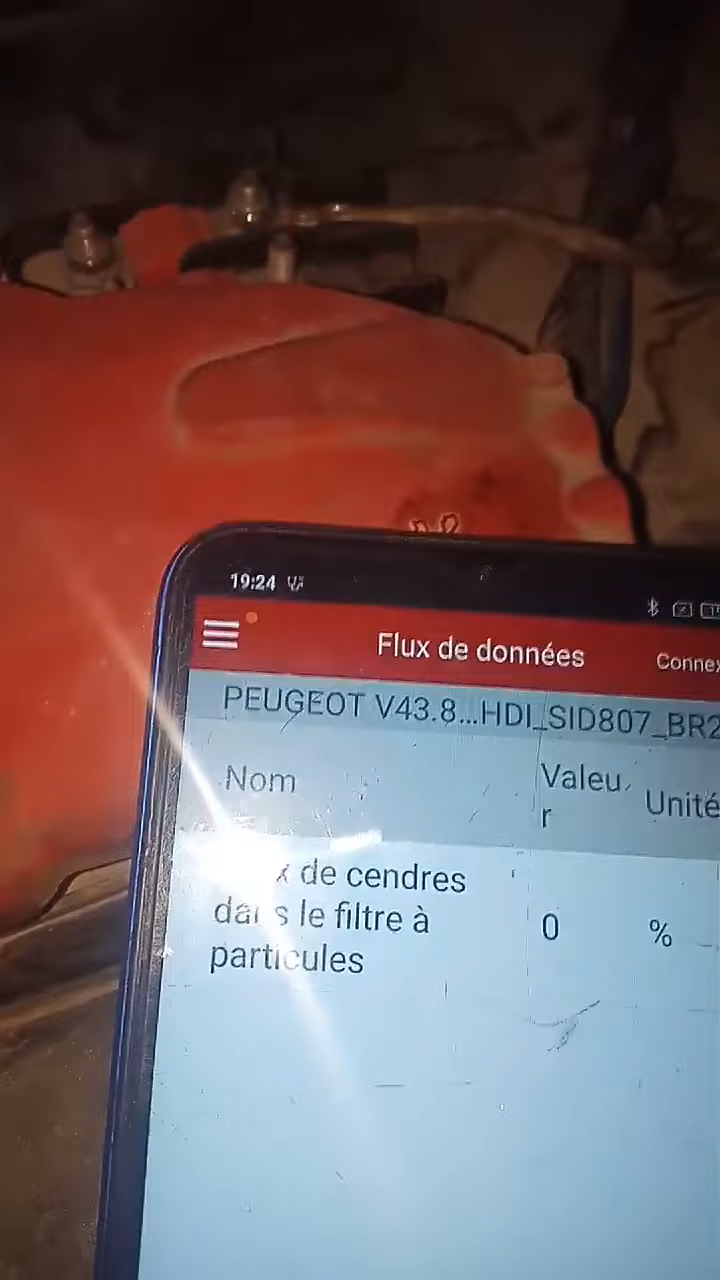 19:24
Flux de données
Connex
PEUGEOT V43.8...HDI_SID807_BR2
Nom
Valeu
r
Unité
x de cendres
dans le filtre à
particules
0
%